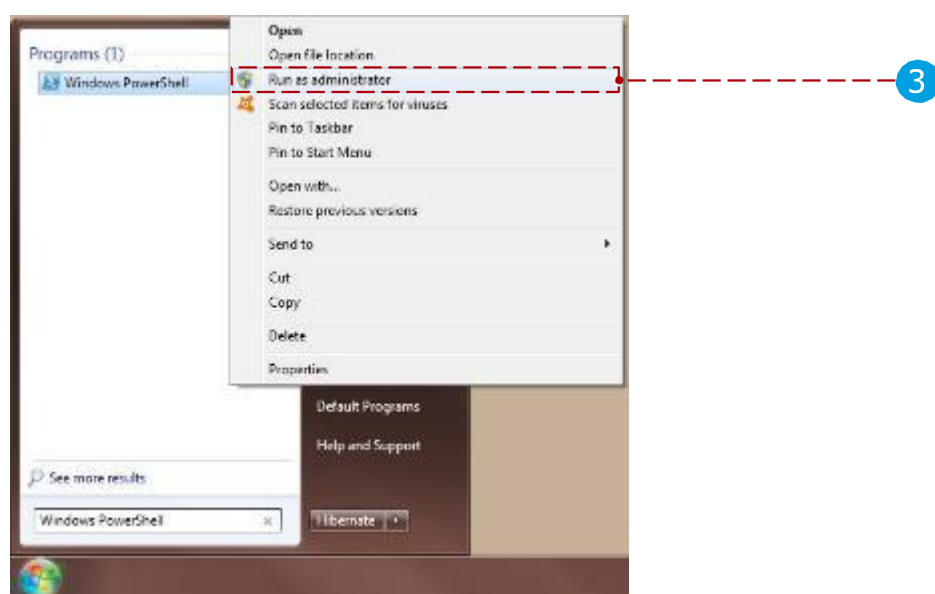 Programs (1)
Windows PowerShell
Open
Open file location
Run as administrator
Scan selected items for viruses
Pin to Taskbar
Pin to Start Menu
Open with...
Restore previous versions
Send to
Cut
Copy
Delete
Properties
3
Default Programs
Help and Support
See more results
Windows PowerShell
Hibernate